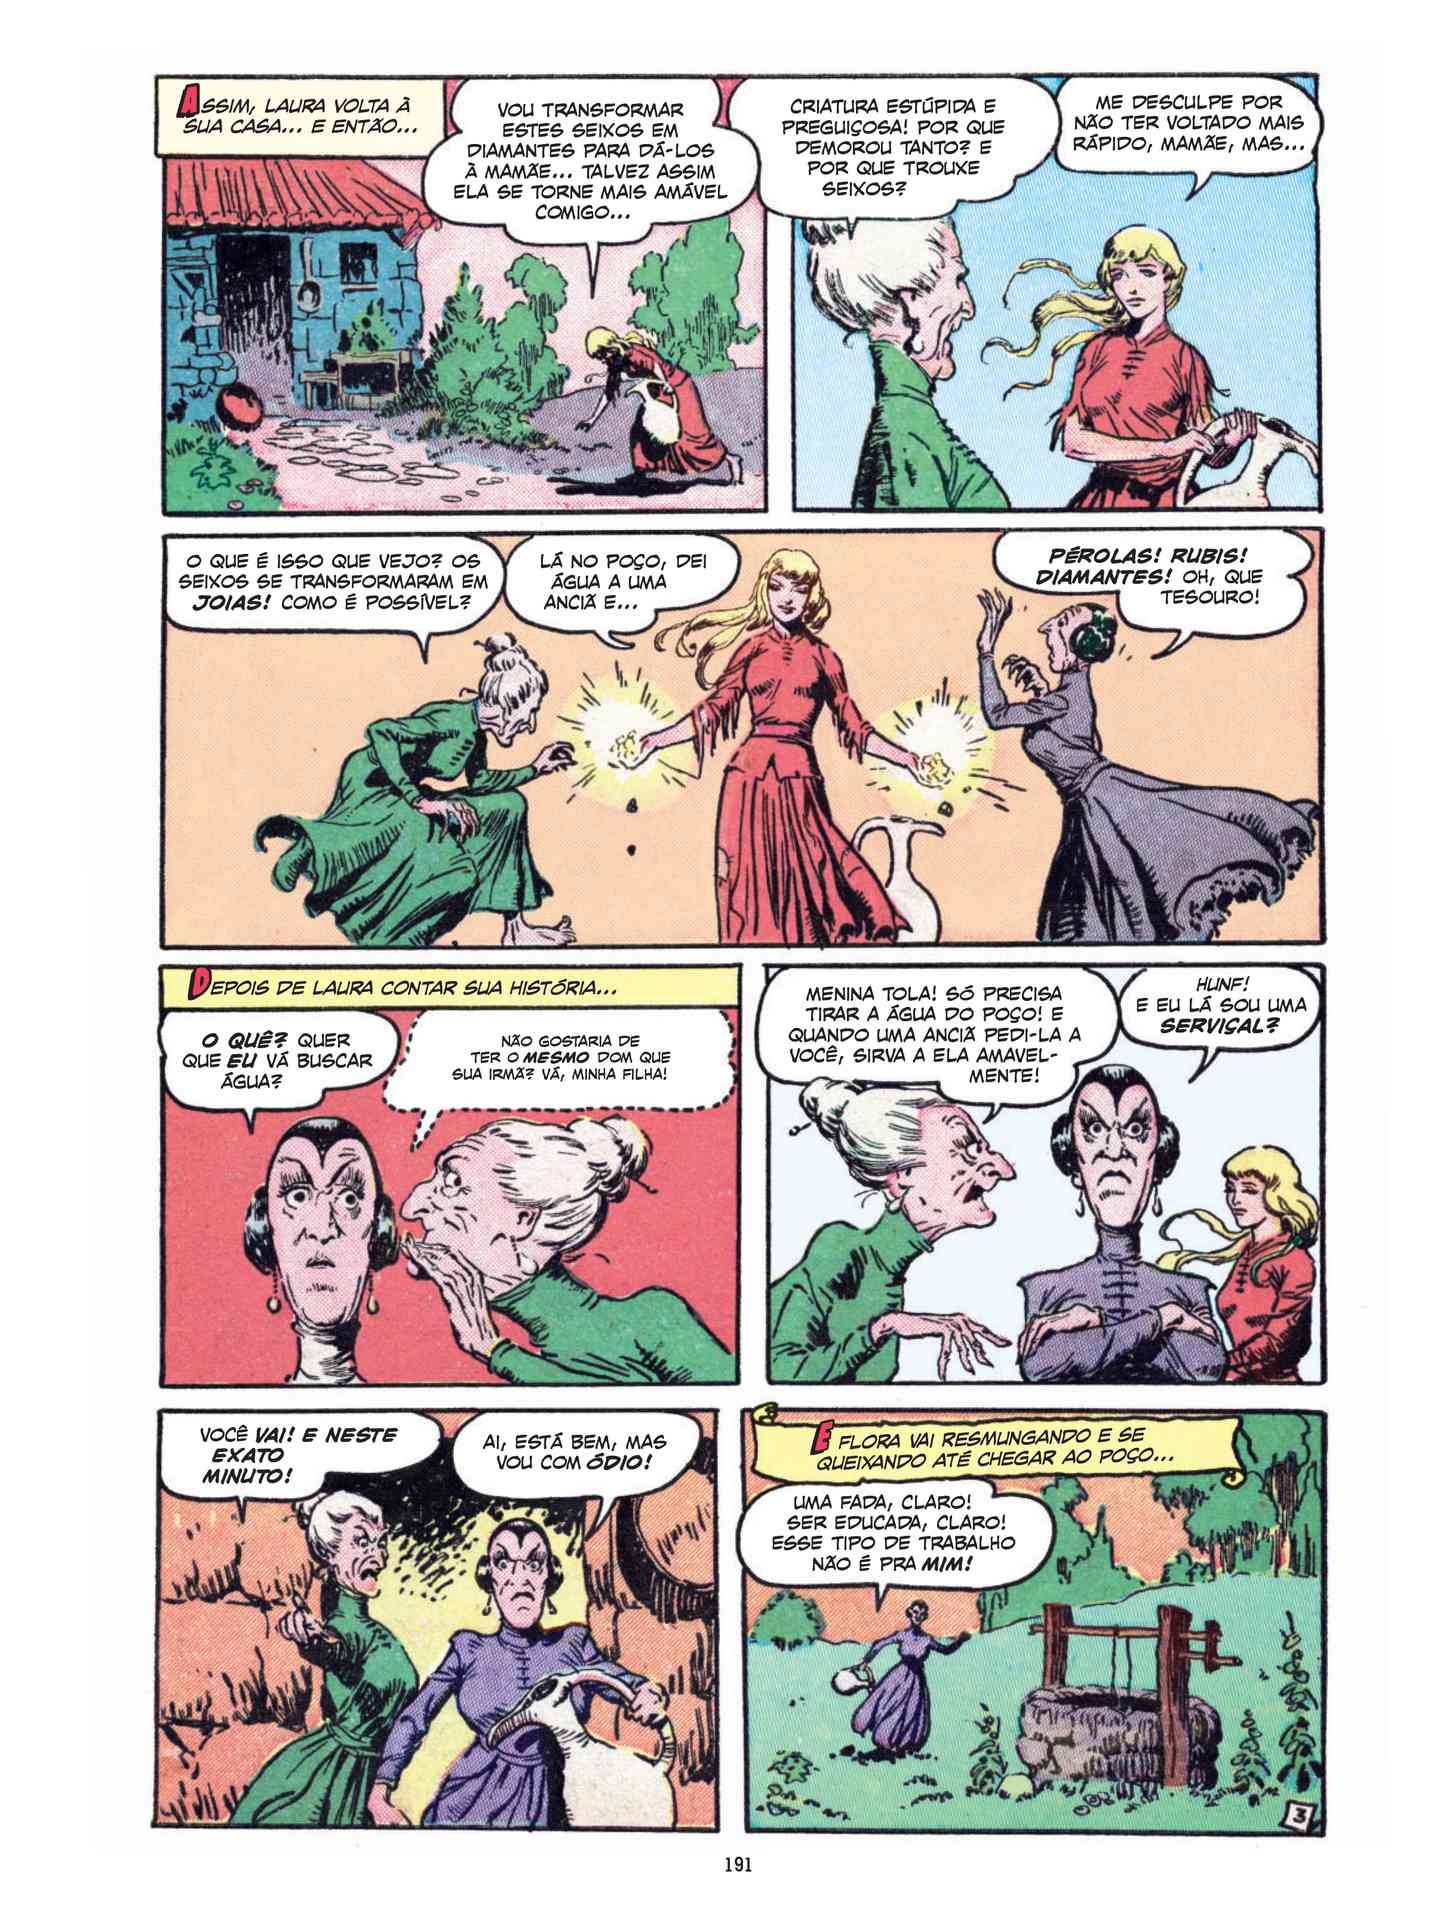 ASSIM, LAURA VOLTA À
SUA CASA... E ENTÃO...
VOU TRANSFORMAR
ESTES SEIXOS EM
DIAMANTES PARA DÁ-LOS
À MAMÃE... TALVEZ ASSIM
ELA SE TORNE MAIS AMÁVEL
COMIGO...
CRIATURA ESTÚPIDA E
PREGUIÇOSA! POR QUE
DEMOROU TANTO? E
POR QUE TROUXE
SEIXOS?
ME DESCULPE POR
NÃO TER VOLTADO MAIS
RÁPIDO, MAMÃE, MAS...
O QUE É ISSO QUE VEJO? OS
SEIXOS SE TRANSFORMARAM EM
JOIAS! COMO É POSSÍVEL?
LÁ NO POÇO, DEI
ÁGUA A UMA
ANCIÃ E...
PÉROLAS! RUBIS!
DIAMANTES! OH, QUE
TESOURO!
DEPOIS DE LAURA CONTAR SUA HISTÓRIA...
O QUÊ? QUER
QUE EU VÁ BUSCAR
ÁGUA?
NÃO GOSTARIA DE
TER O MESMO DOM QUE
SUA IRMÃ? VÁ, MINHA FILHA!
MENINA TOLA! SÓ PRECISA
TIRAR A ÁGUA DO POÇO! E
QUANDO UMA ANCIÃ PEDI-LA A
VOCÊ, SIRVA A ELA AMAVEL-
MENTE!
HUNF!
E EU LÁ SOU UMA
SERVIÇAL?
VOCÊ VAI! E NESTE
EXATO
MINUTO!
AI, ESTÁ BEM, MAS
VOU COM ÓDIO!
E FLORA VAI RESMUNGANDO E SE
QUEIXANDO ATÉ CHEGAR AO POÇO...
UMA FADA, CLARO!
SER EDUCADA, CLARO!
ESSE TIPO DE TRABALHO
NÃO É PRA MIM!
3
191